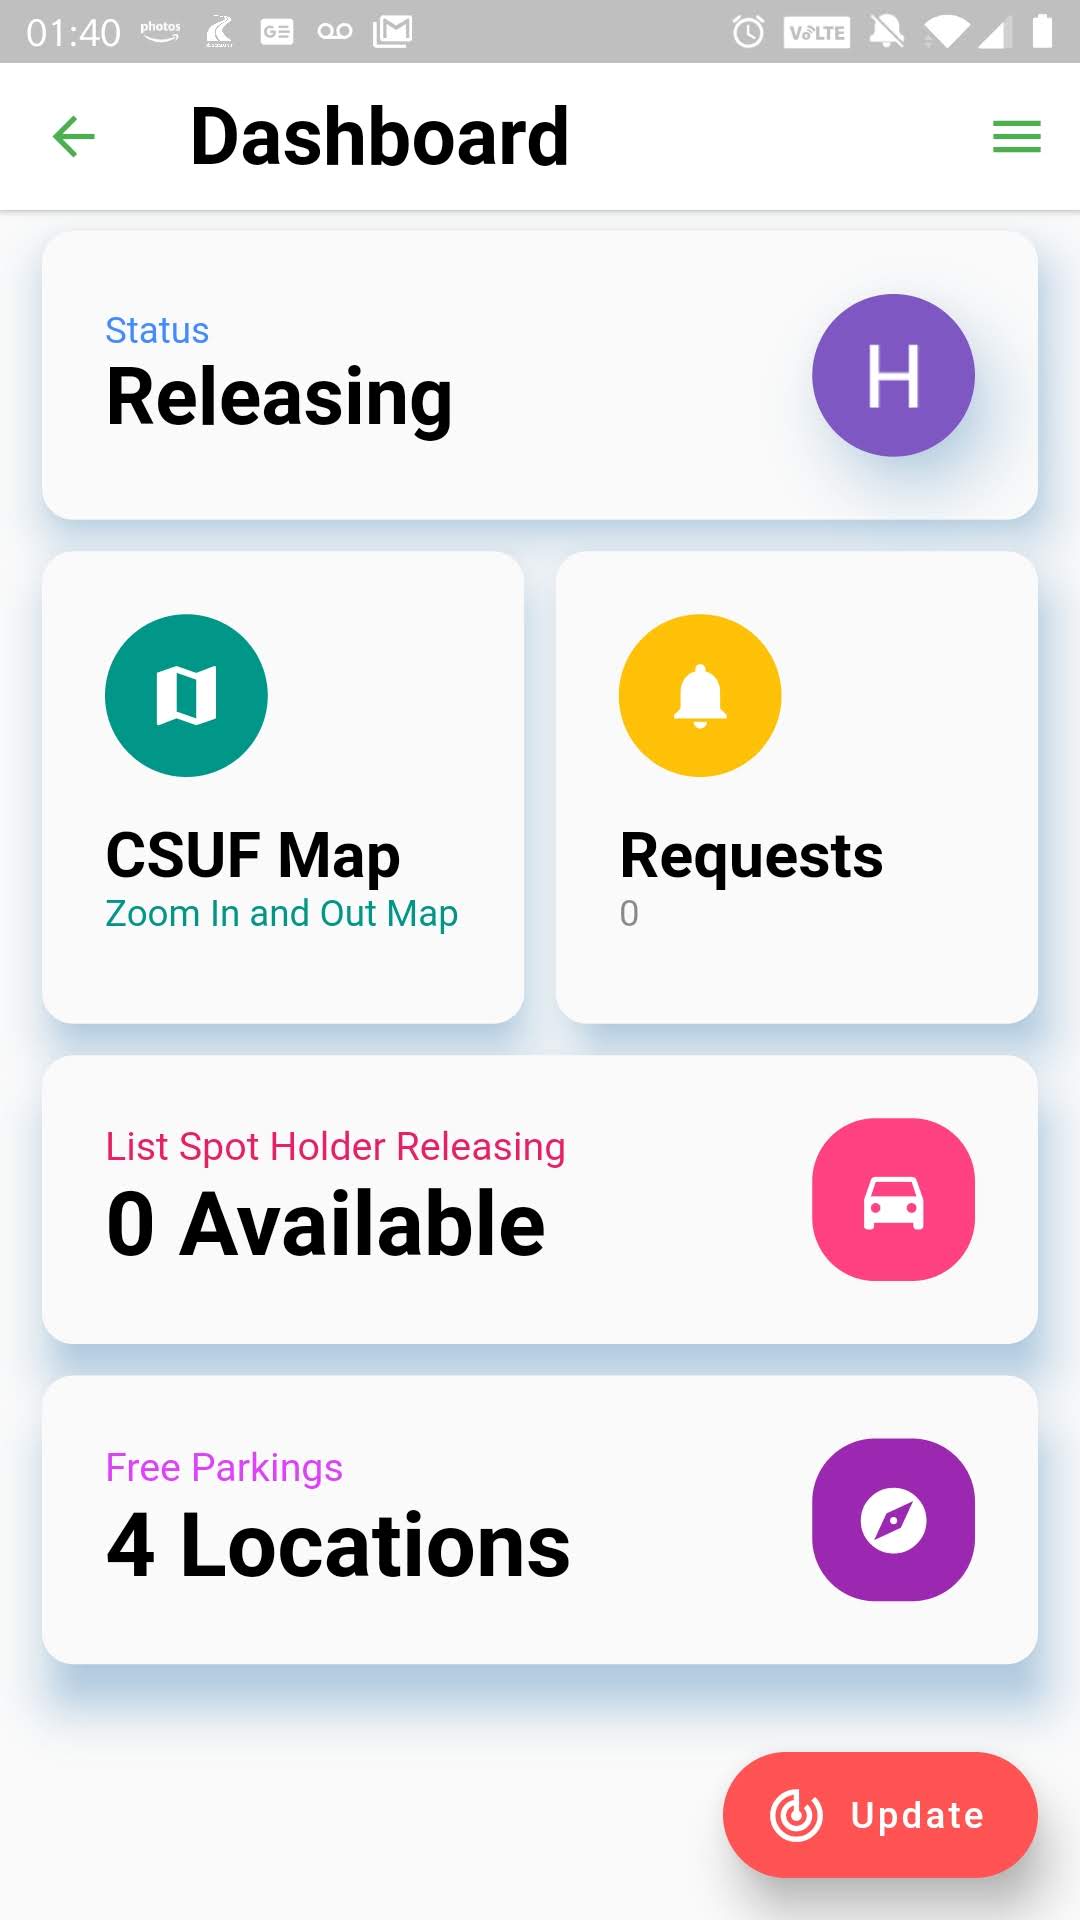 01:40 photos GE VoLTE
Dashboard
Status
Releasing
H
CSUF Map
Zoom In and Out Map
Requests
0
List Spot Holder Releasing
0 Available
Free Parkings
4 Locations
Update